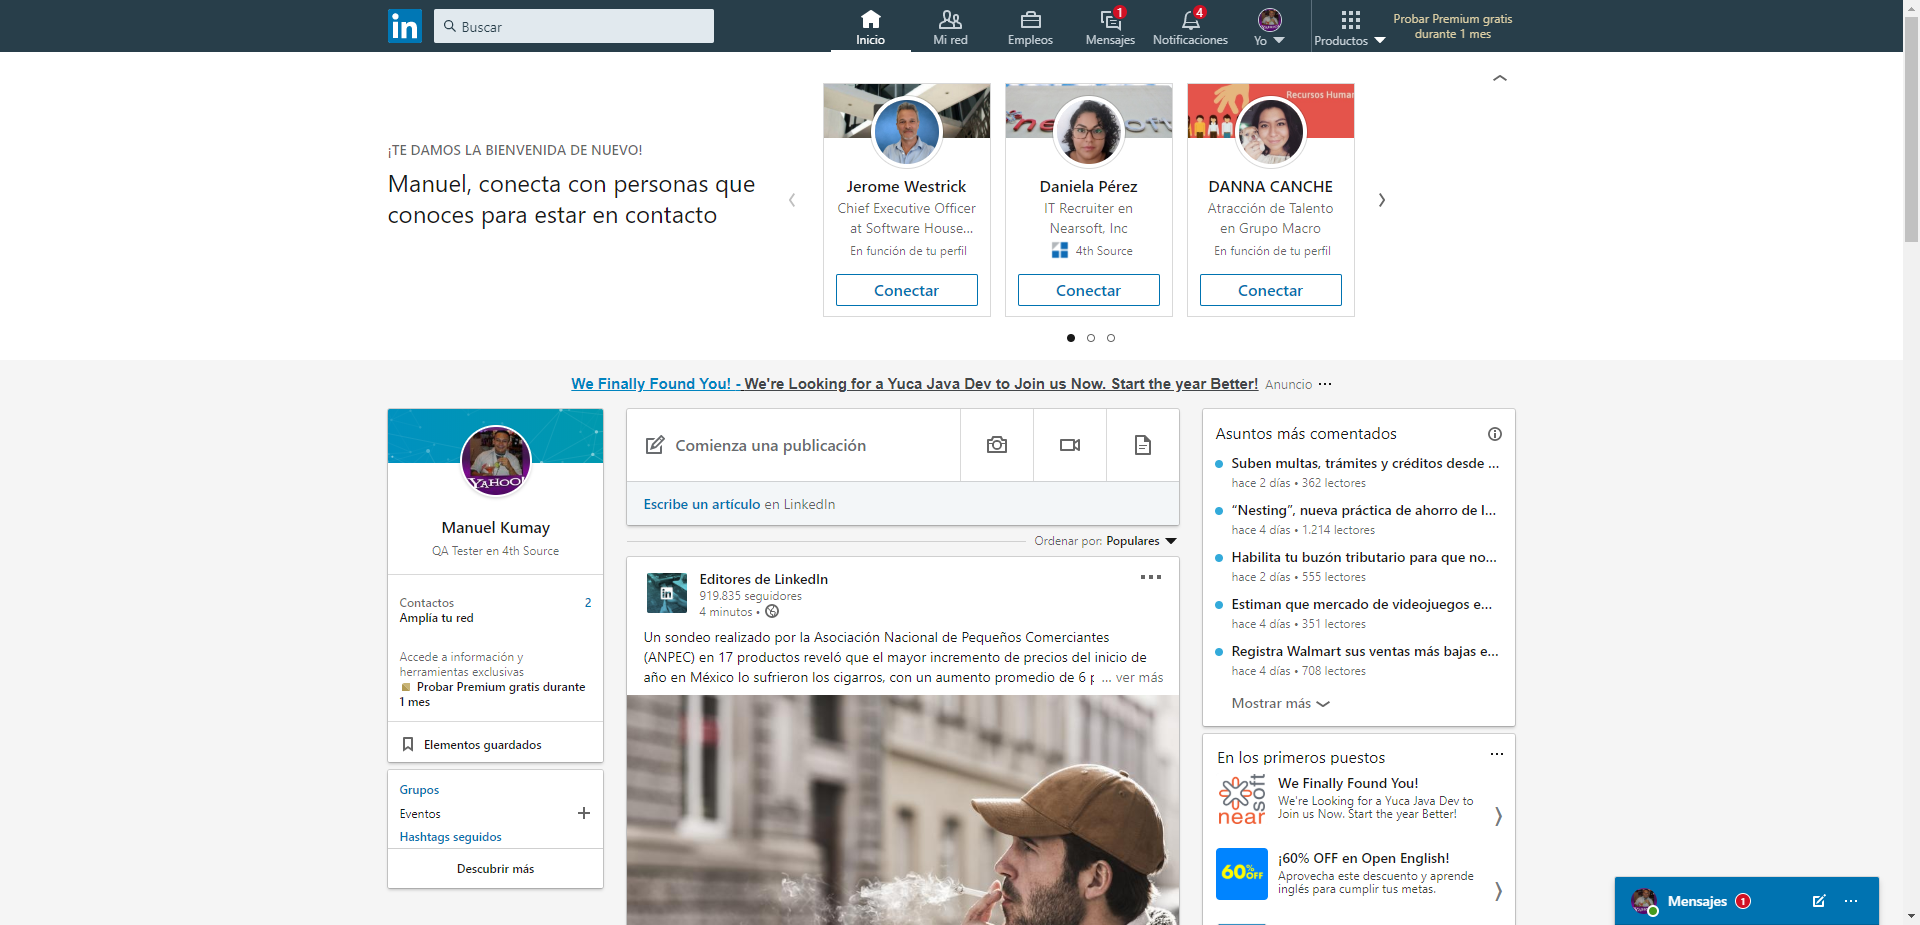 in
Buscar
Inicio
Mi red
Empleos
1
Mensajes
4
Notificaciones
Yo
Productos
Probar Premium gratis
durante 1 mes
¡TE DAMOS LA BIENVENIDA DE NUEVO!
Manuel, conecta con personas que
conoces para estar en contacto
Jerome Westrick
Chief Executive Officer
at Software House...
En función de tu perfil
Conectar
Daniela Pérez
IT Recruiter en
Nearsoft, Inc
4th Source
Conectar
Recursos Human
DANNA CANCHE
Atracción de Talento
en Grupo Macro
En función de tu perfil
Conectar
We Finally Found You! - We're Looking for a Yuca Java Dev to Join us Now. Start the year Better! Anuncio
YAHOO!
Manuel Kumay
QA Tester en 4th Source
Contactos 2
Amplía tu red
Accede a información y
herramientas exclusivas
Probar Premium gratis durante
1 mes
Elementos guardados
Grupos
Eventos
Hashtags seguidos
Descubrir más
Comienza una publicación
Escribe un artículo en LinkedIn
Ordenar por: Populares
in
Editores de LinkedIn
919.835 seguidores
4 minutos •
Un sondeo realizado por la Asociación Nacional de Pequeños Comerciantes
(ANPEC) en 17 productos reveló que el mayor incremento de precios del inicio de
año en México lo sufrieron los cigarros, con un aumento promedio de 6 p ... ver más
Asuntos más comentados
Suben multas, trámites y créditos desde ...
hace 2 días • 362 lectores
“Nesting”, nueva práctica de ahorro de l...
hace 4 días • 1.214 lectores
Habilita tu buzón tributario para que no...
hace 2 días • 555 lectores
Estiman que mercado de videojuegos e...
hace 4 días • 351 lectores
Registra Walmart sus ventas más bajas e...
hace 4 días • 708 lectores
Mostrar más
En los primeros puestos
near soft
We Finally Found You!
We're Looking for a Yuca Java Dev to
Join us Now. Start the year Better!
60% OFF
¡60% OFF en Open English!
Aprovecha este descuento y aprende
inglés para cumplir tus metas.
Mensajes 1